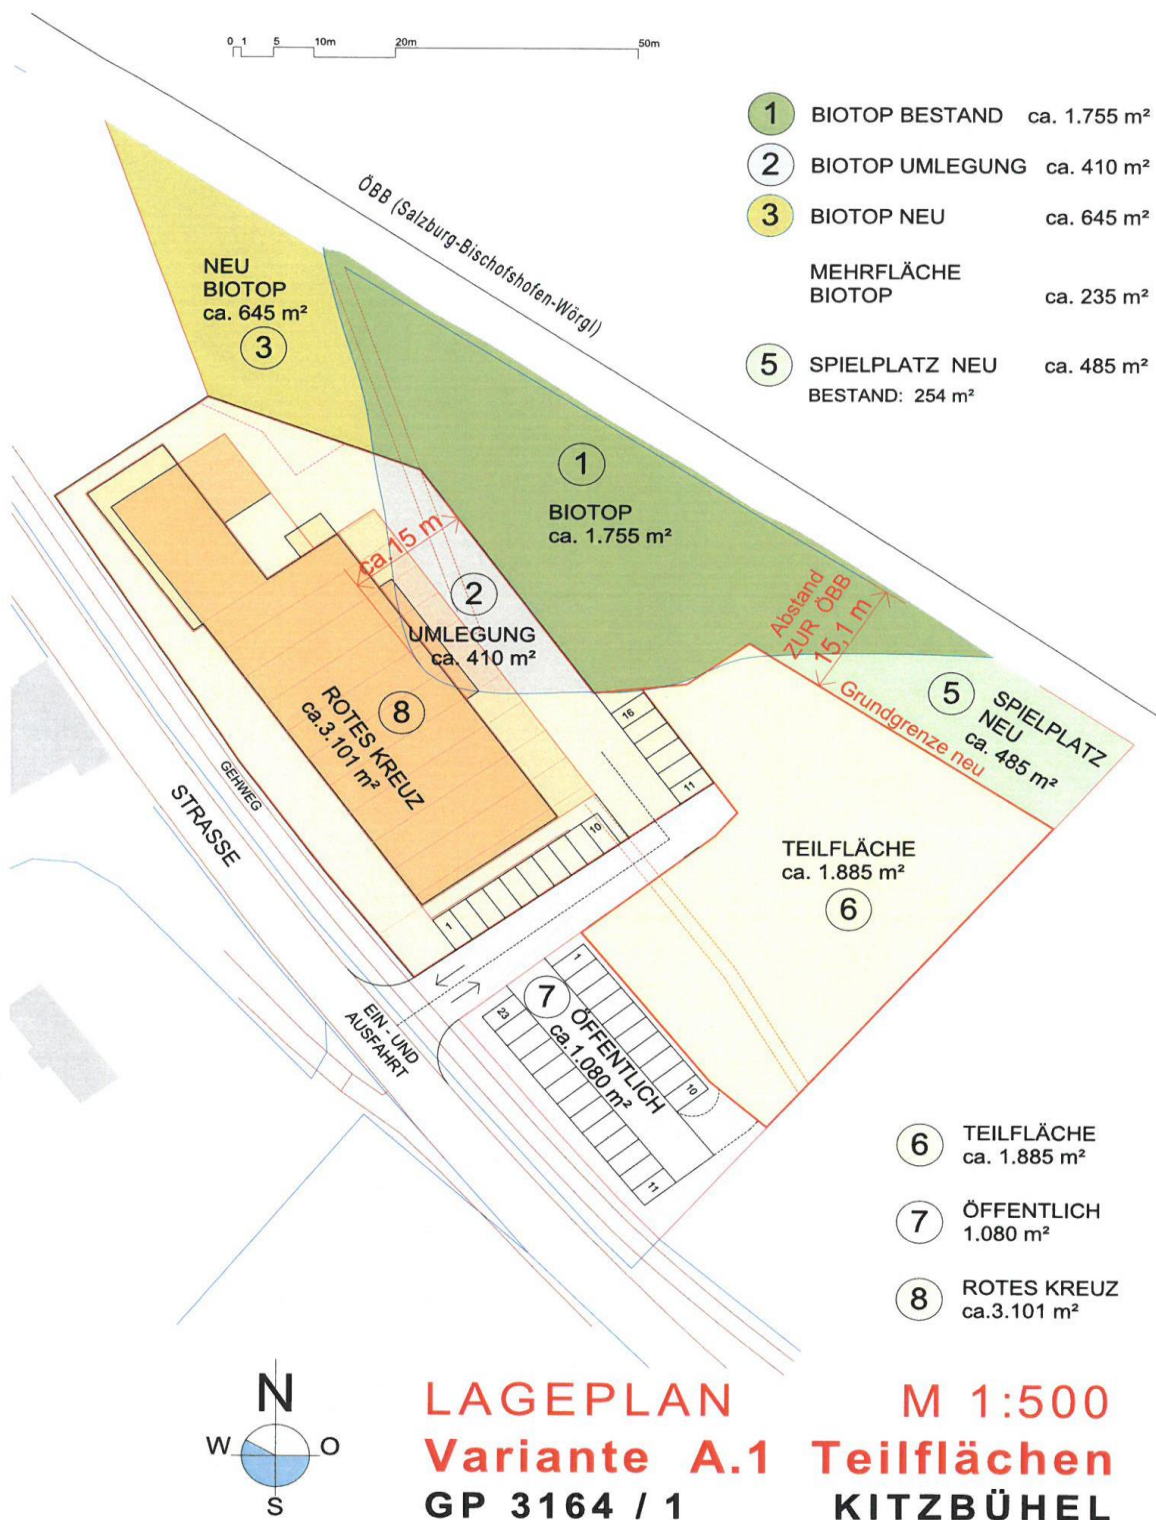 0 1 5 10m 20m 50m
1 BIOTOP BESTAND ca. 1.755 m²
2 BIOTOP UMLEGUNG ca. 410 m²
3 BIOTOP NEU ca. 645 m²
MEHRFLÄCHE
BIOTOP ca. 235 m²
5 SPIELPLATZ NEU ca. 485 m²
BESTAND: 254 m²
ÖBB (Salzburg-Bischofshofen-Wörgl)
NEU
BIOTOP
ca. 645 m²
3
1
BIOTOP
ca. 1.755 m²
ca.15 m
2
UMLEGUNG
ca. 410 m²
Abstand
ZUR ÖBB
15,1 m
Grundgrenze neu
5
SPIELPLATZ
NEU
ca. 485 m²
8
ROTES KREUZ
ca.3.101 m²
16
11
10
1
GEHWEG
STRASSE
TEILFLÄCHE
ca. 1.885 m²
6
EIN - UND
AUSFAHRT
7
ÖFFENTLICH
ca.1.080 m²
1
23
10
11
6 TEILFLÄCHE
ca. 1.885 m²
7 ÖFFENTLICH
1.080 m²
8 ROTES KREUZ
ca.3.101 m²
N
W O
S
LAGEPLAN M 1:500
Variante A.1 Teilflächen
GP 3164 / 1 KITZBÜHEL